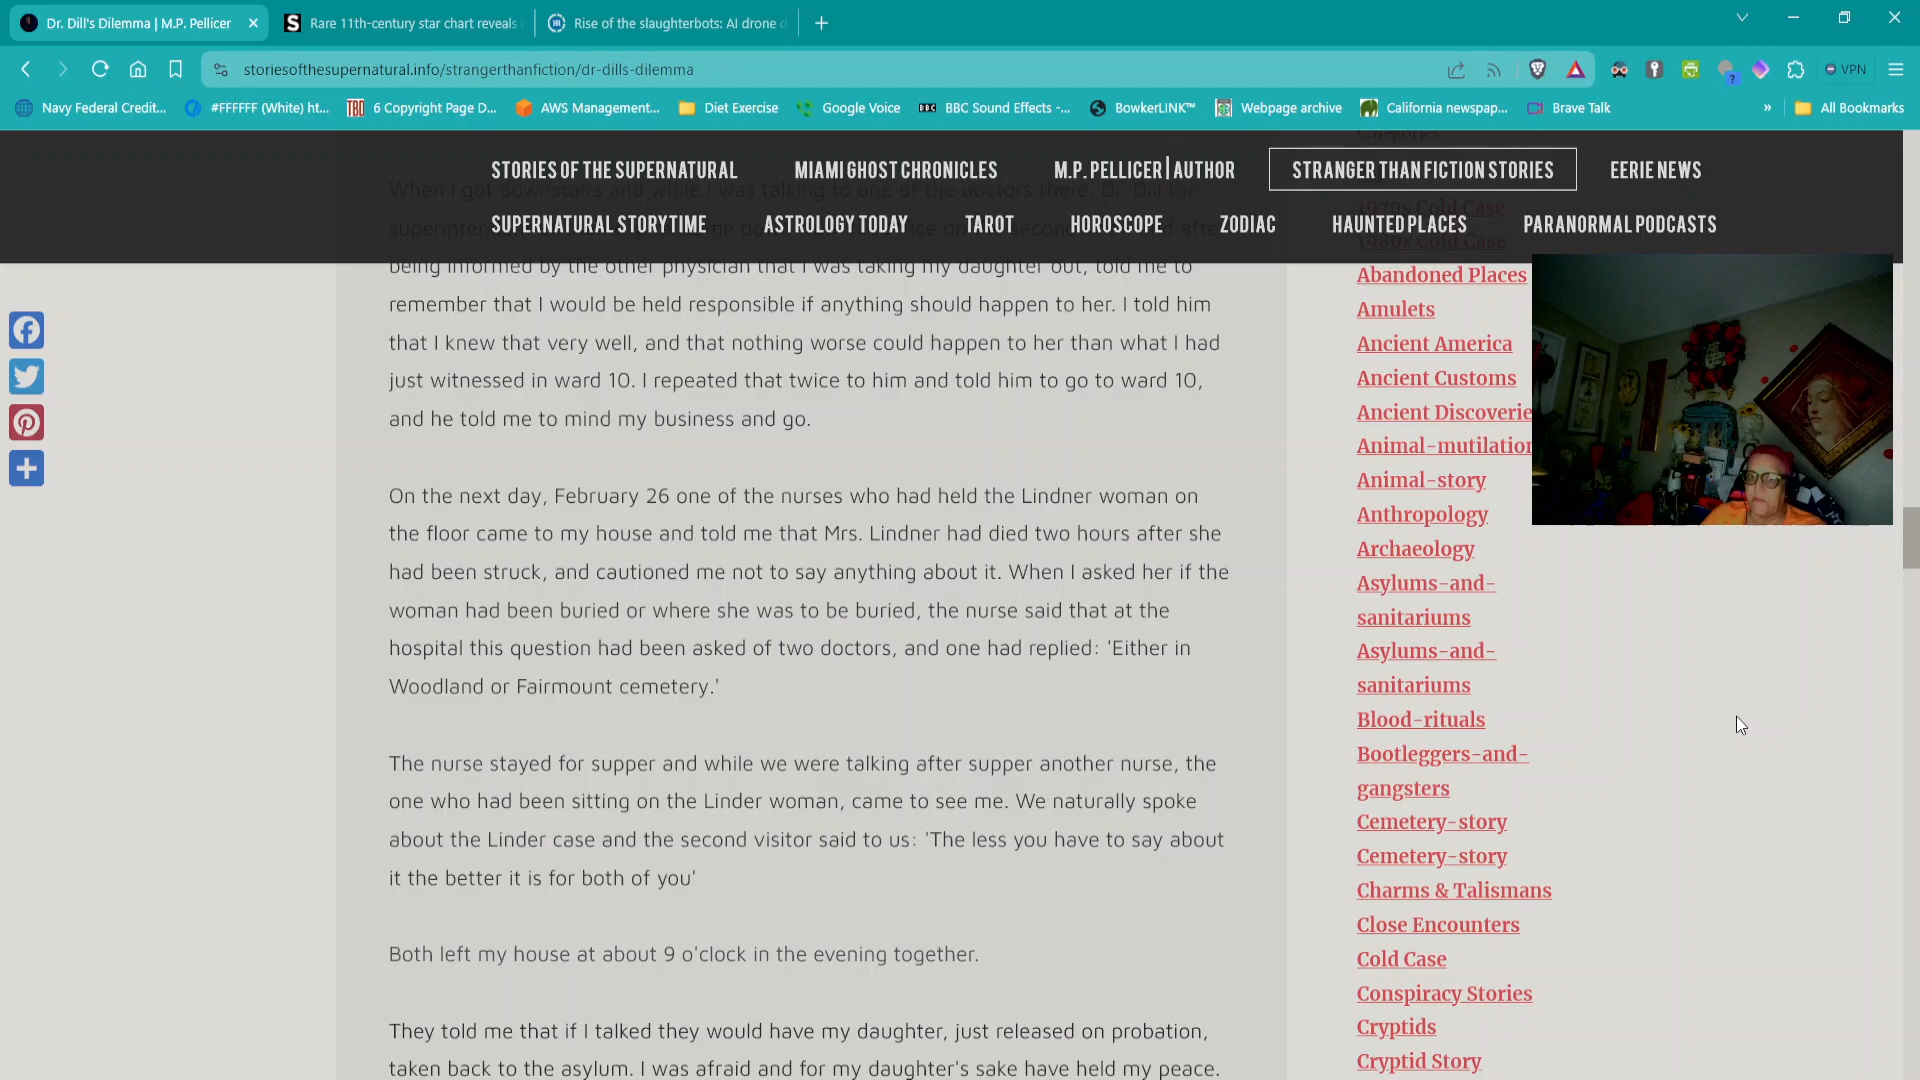 Dr. Dill's Dilemma | M.P. Pellicer
Rare 11th-century star chart reveals
Rise of the slaughterbots: AI drone
storiesofthesupernatural.info/strangerthanfiction/dr-dills-dilemma
VPN
Navy Federal Credit...
#FFFFFF (White) ht...
6 Copyright Page D...
AWS Management...
Diet Exercise
Google Voice
BBC
BBC Sound Effects -...
BowkerLINK™
Webpage archive
California newspap...
Brave Talk
»
All Bookmarks
STORIES OF THE SUPERNATURAL
MIAMI GHOST CHRONICLES
M.P. PELLICER | AUTHOR
STRANGER THAN FICTION STORIES
EERIE NEWS
SUPERNATURAL STORYTIME
ASTROLOGY TODAY
TAROT
HOROSCOPE
ZODIAC
HAUNTED PLACES
PARANORMAL PODCASTS
When I got downstairs and while I was talking to one of the doctors there, Dr. Dill the
being informed by the other physician that I was taking my daughter out, told me to
remember that I would be held responsible if anything should happen to her. I told him
that I knew that very well, and that nothing worse could happen to her than what I had
just witnessed in ward 10. I repeated that twice to him and told him to go to ward 10,
and he told me to mind my business and go.
On the next day, February 26 one of the nurses who had held the Lindner woman on
the floor came to my house and told me that Mrs. Lindner had died two hours after she
had been struck, and cautioned me not to say anything about it. When I asked her if the
woman had been buried or where she was to be buried, the nurse said that at the
hospital this question had been asked of two doctors, and one had replied: 'Either in
Woodland or Fairmount cemetery.'
The nurse stayed for supper and while we were talking after supper another nurse, the
one who had been sitting on the Linder woman, came to see me. We naturally spoke
about the Linder case and the second visitor said to us: 'The less you have to say about
it the better it is for both of you'
Both left my house at about 9 o'clock in the evening together.
They told me that if I talked they would have my daughter, just released on probation,
taken back to the asylum. I was afraid and for my daughter's sake have held my peace.
1970s Cold Case
1980s Cold Case
Abandoned Places
Amulets
Ancient America
Ancient Customs
Ancient Discoverie
Animal-mutilation
Animal-story
Anthropology
Archaeology
Asylums-and-
sanitariums
Asylums-and-
sanitariums
Blood-rituals
Bootleggers-and-
gangsters
Cemetery-story
Cemetery-story
Charms & Talismans
Close Encounters
Cold Case
Conspiracy Stories
Cryptids
Cryptid Story